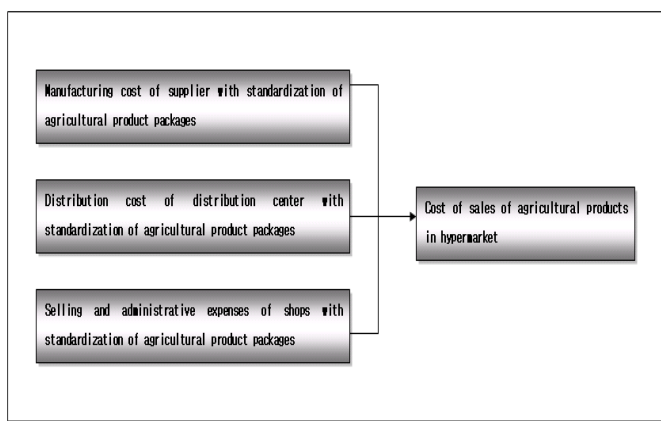 Manufacturing cost of supplier with standardization of
agricultural product packages
Distribution cost of distribution center with
standardization of agricultural product packages
Cost of sales of agricultural products
in hypermarket
Selling and administrative expenses of shops with
standardization of agricultural product packages